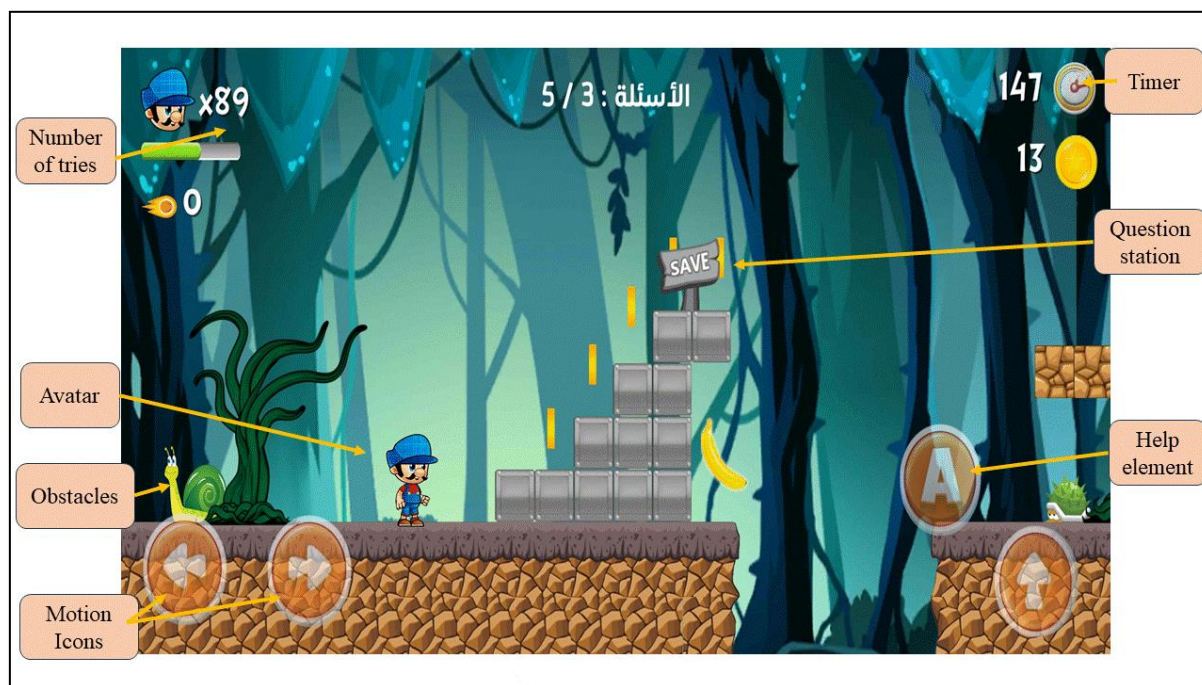 x89
الأسئلة : 3 / 5
147
Timer
Number
of tries
13
0
Question
station
SAVE
Avatar
Help
element
A
Obstacles
Motion
Icons